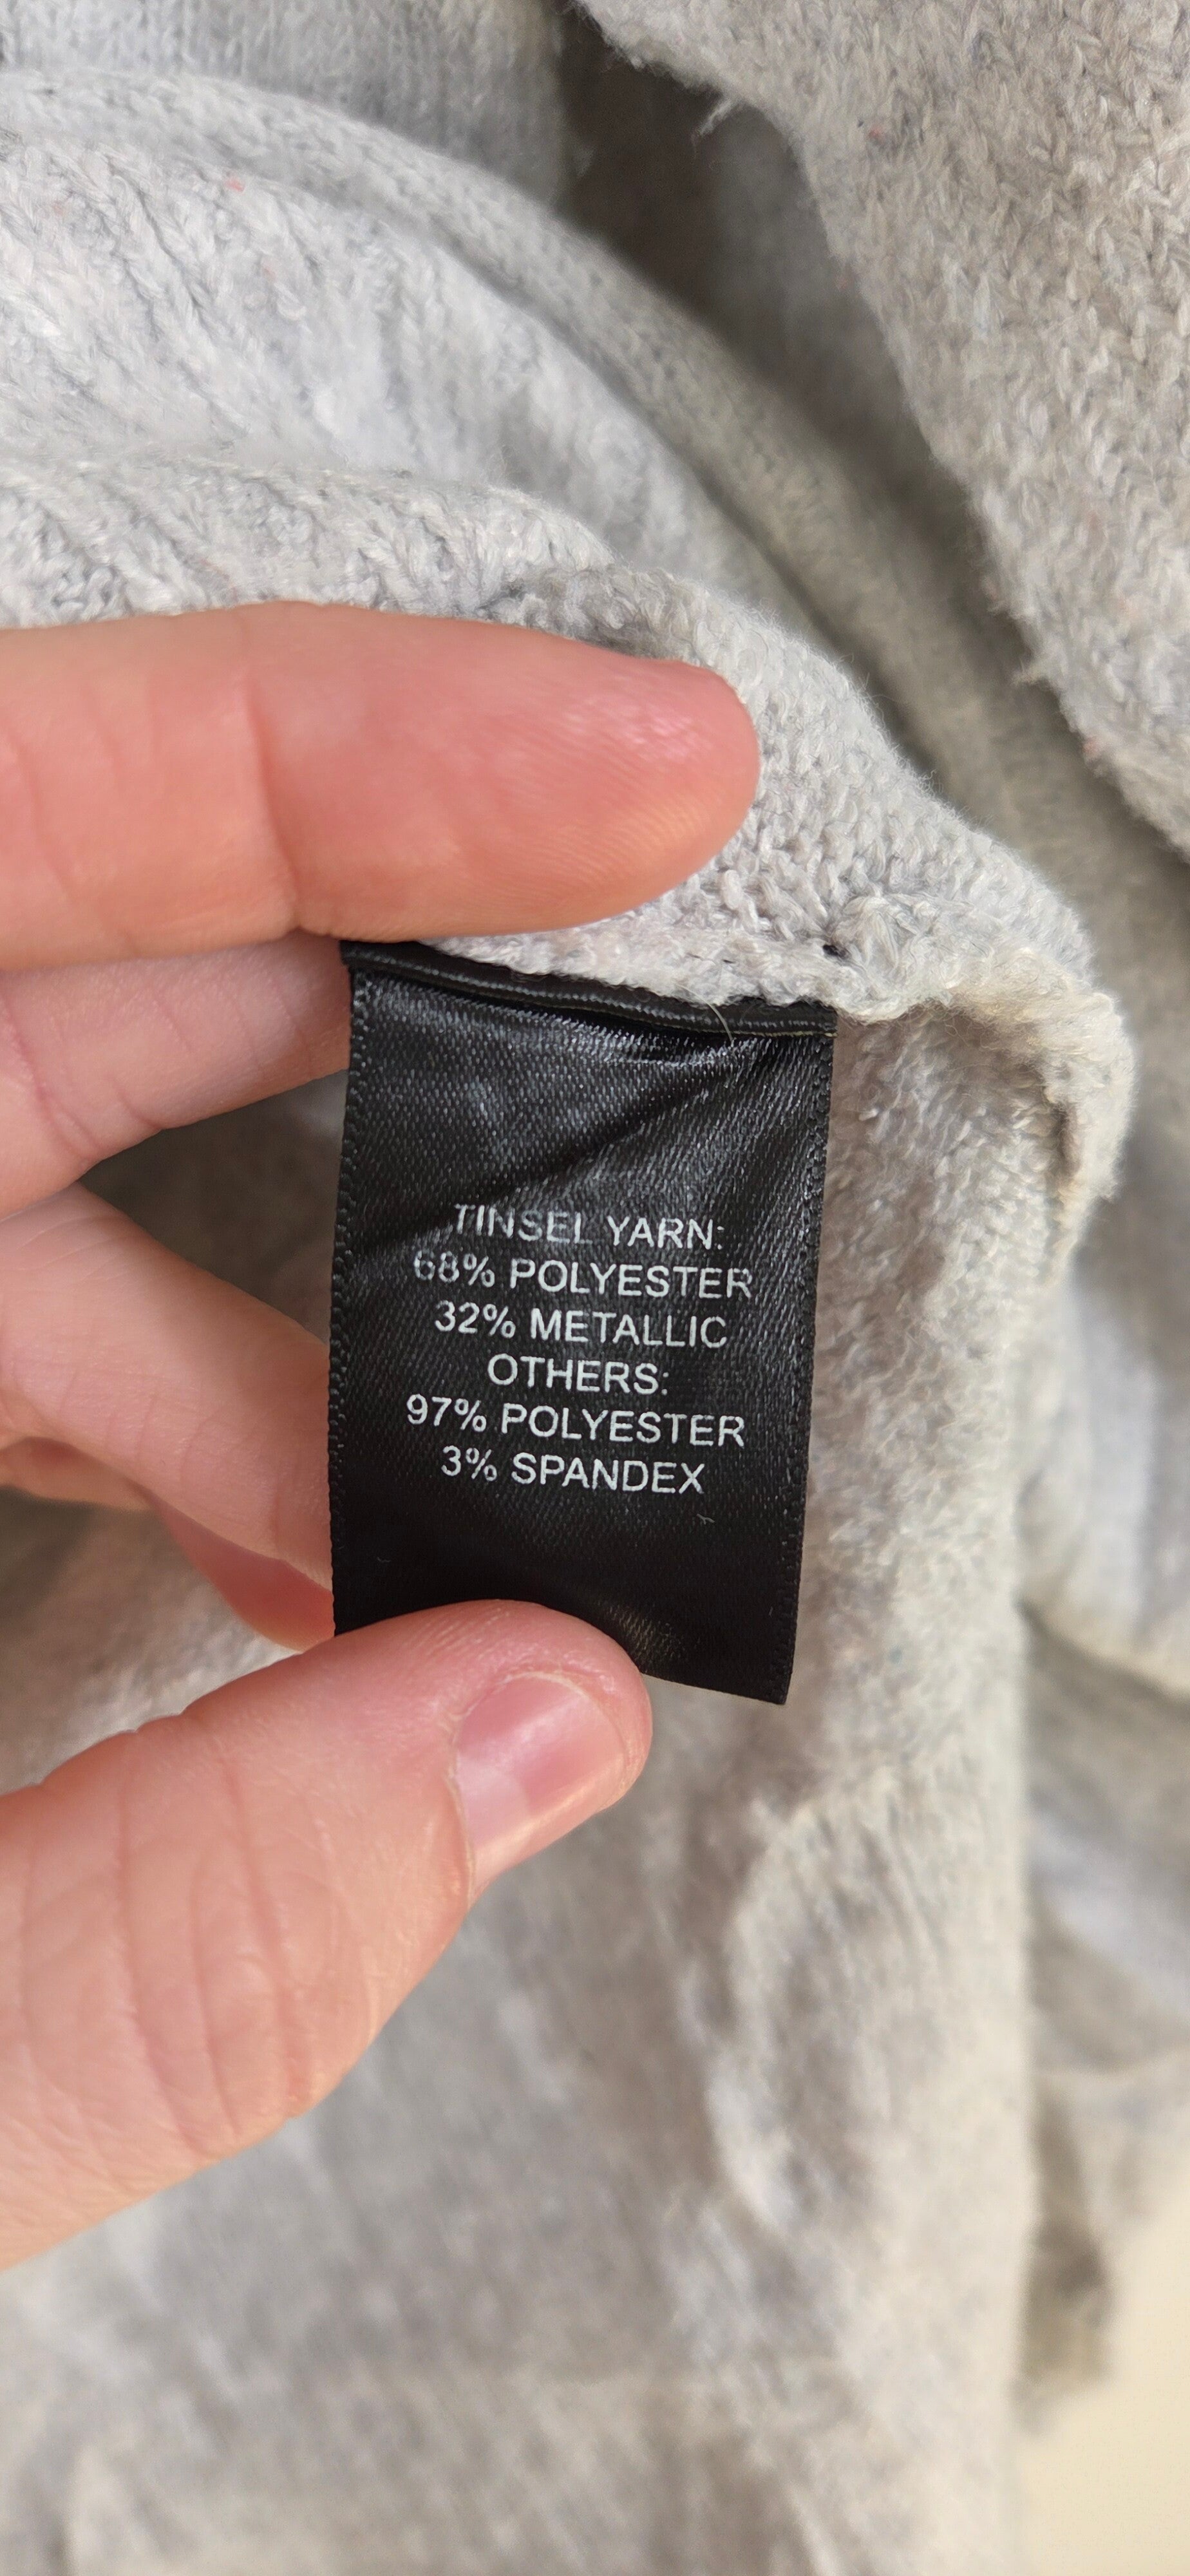 TINSEL YARN:
68% POLYESTER
32% METALLIC
OTHERS:
97% POLYESTER
3% SPANDEX